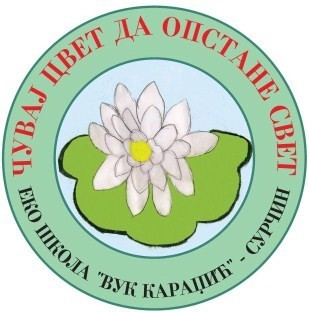 ЧУВАЈ ЦВЕТ ДА ОПСТАНЕ СВЕТ
ЕКО ШКОЛА "ВУК КАРАЏИЋ" - СУРЧИН